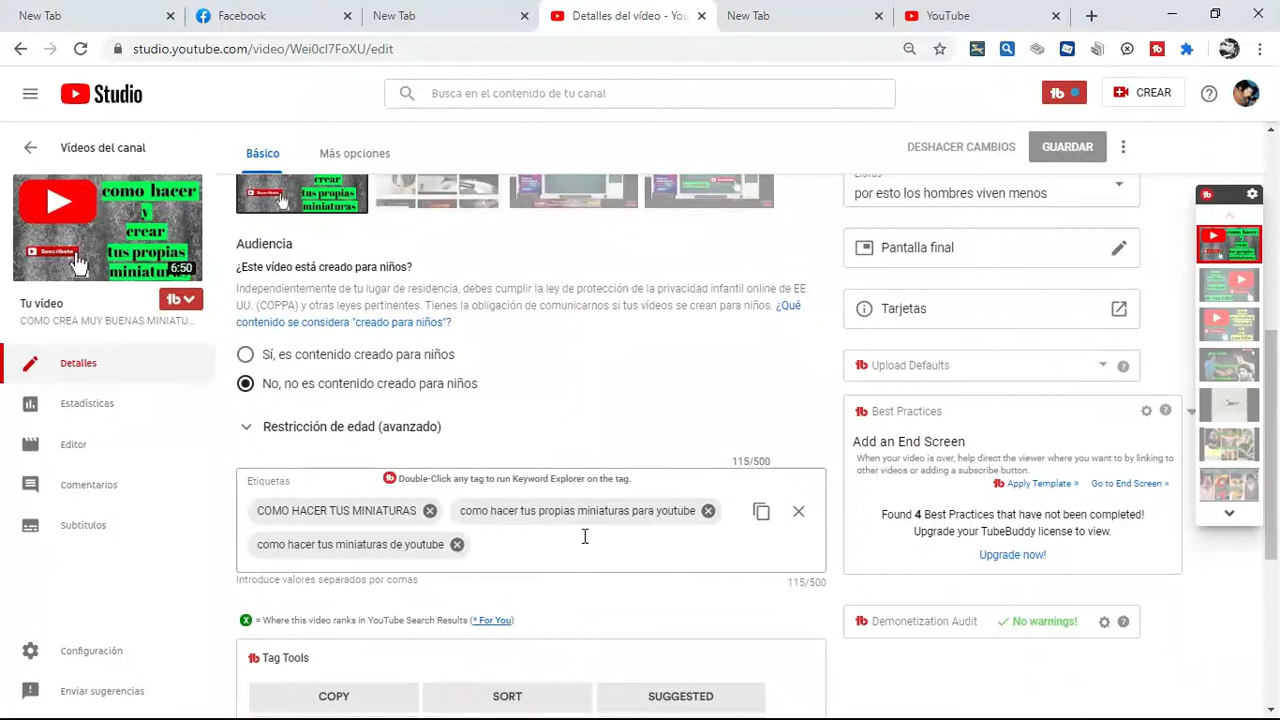 New Tab
Facebook
New Tab
Detalles del vídeo - You
New Tab
YouTube
studio.youtube.com/video/Wei0cI7FoXU/edit
Studio
Busca en el contenido de tu canal
CREAR
Vídeos del canal
Básico
Más opciones
DESHACER CAMBIOS
GUARDAR
como hacer
y
crear
tus propias
miniaturas
Suscríbete
6:50
crear
tus propias
miniaturas
Listas
por esto los hombres viven menos
Audiencia
¿Este vídeo está creado para niños?
Independientemente de tu lugar de residencia, debes cumplir la ley de protección de la privacidad infantil online de EE.
UU. (COPPA) y otras leyes pertinentes. Tienes la obligación de comunicarnos si tus vídeos se crean para niños. ¿Qué
contenido se considera "creado para niños"?
Pantalla final
Tu vídeo
COMO CREA MUY BUENAS MINIATU...
Tarjetas
Sí, es contenido creado para niños
No, no es contenido creado para niños
Upload Defaults
Detalles
Estadísticas
Editor
Comentarios
Subtítulos
Restricción de edad (avanzado)
Best Practices
Add an End Screen
When your video is over, help direct the viewer where you want to by linking to
other videos or adding a subscribe button.
Apply Template »
Go to End Screen »
Found 4 Best Practices that have not been completed!
Upgrade your TubeBuddy license to view.
Upgrade now!
115/500
Etiquetas
Double-Click any tag to run Keyword Explorer on the tag.
COMO HACER TUS MINIATURAS
como hacer tus propias miniaturas para youtube
como hacer tus miniaturas de youtube
Introduce valores separados por comas
115/500
= Where this video ranks in YouTube Search Results (* For You)
Demonetization Audit
No warnings!
Tag Tools
COPY
SORT
SUGGESTED
Configuración
Enviar sugerencias